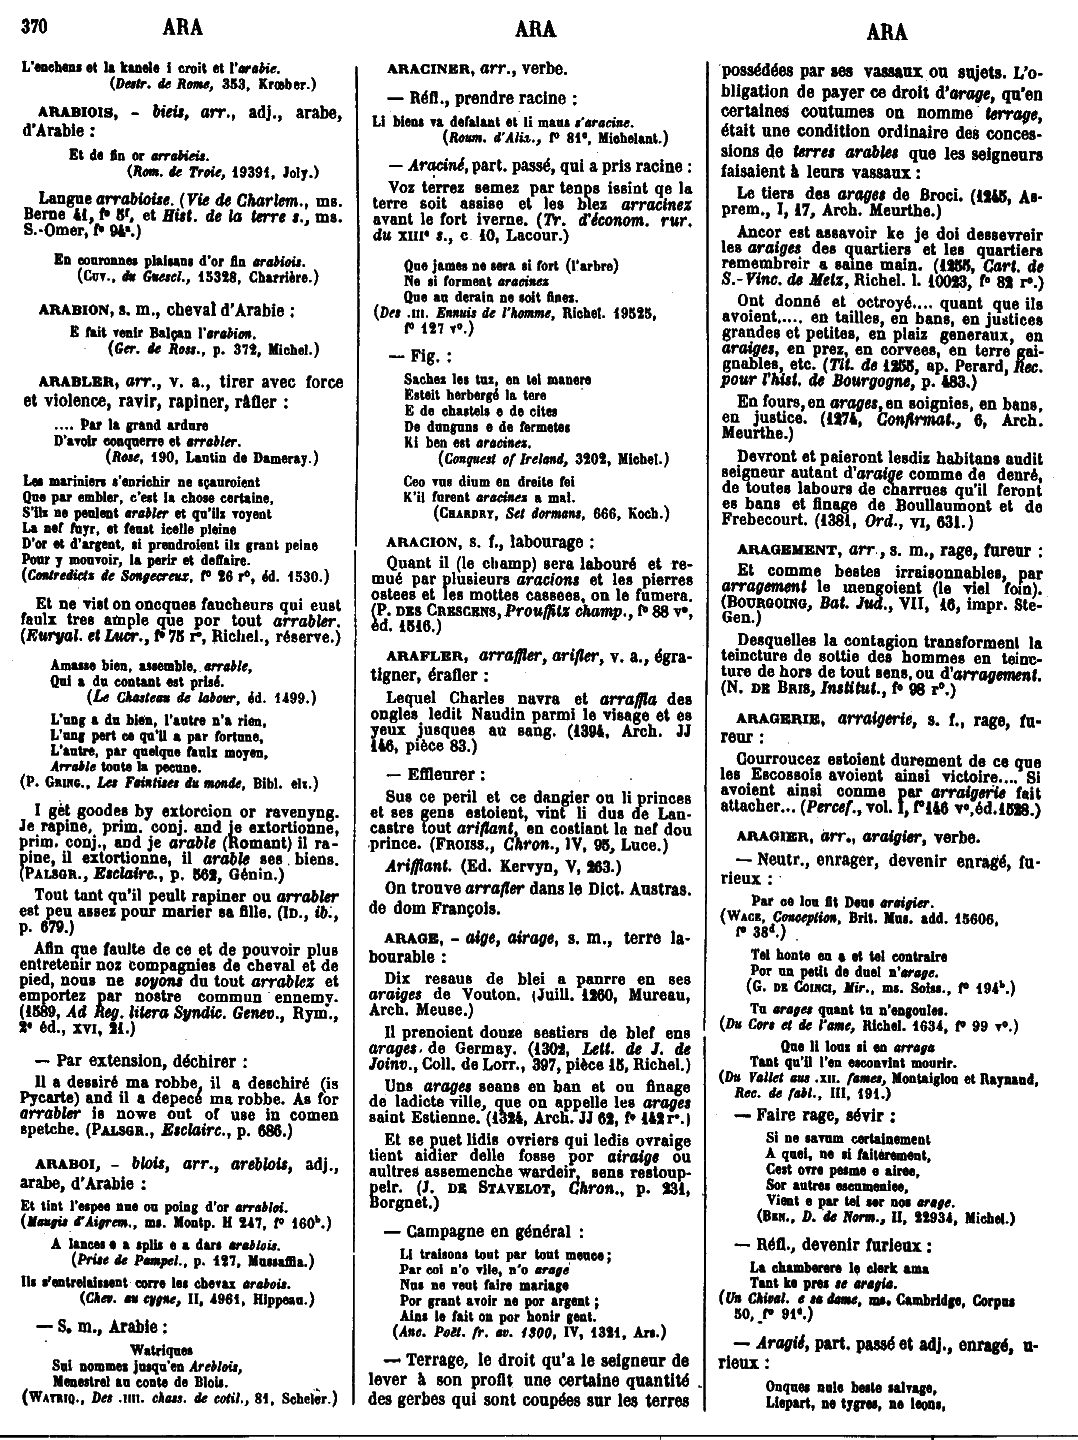 370 ARA ARA ARA
L'enchens et la kanele i croit et l'arabie.
(Destr. de Rome, 353, Krœber.)
ARABIOIS, - bieis, arr., adj., arabe,
d'Arabie :
Et de fin or arrabieis.
(Rom. de Troie, 19391, Joly.)
Langue arrabioise. (Vie de Charlem., ms.
Berne 41, f° 5r, et Hist. de la terre s., ms.
S.-Omer, f° 94a.)
En couronnes plaisans d'or fin arabiois.
(Cuv., du Guescl., 15328, Charrière.)
ARABION, s. m., cheval d'Arabie :
E fait venir Balçan l'arabion.
(Ger. de Ross., p. 372, Michel.)
ARABLER, arr., v. a., tirer avec force
et violence, ravir, rapiner, râfler :
.... Par la grand ardure
D'avoir conquerre et arrabler.
(Rose, 190, Lantin de Dameray.)
Les mariniers s'enrichir ne sçauroient
Que par embler, c'est la chose certaine,
S'ilz ne peulent arabler et qu'ilz voyent
La nef fuyr, et feust icelle pleine
D'or et d'argent, si prendroient ilz grant peine
Pour y mouvoir, la perir et deffaire.
(Contredictz de Songecreux, f° 26 r°, éd. 1530.)
Et ne vist on oncques faucheurs qui eust
faulx tres ample que por tout arrabler.
(Euryal. et Lucr., f° 75 r°, Richel., réserve.)
Amasse bien, assemble, arrable,
Qui a du contant est prisé.
(Le Chasteau de labour, éd. 1499.)
L'ung a du bien, l'autre n'a rien,
L'ung pert ce qu'il a par fortune,
L'autre, par quelque faulx moyen,
Arrable toute la pecune.
(P. GRING., Les Faintises du monde, Bibl. elz.)
I get goodes by extorcion or ravenyng.
Je rapine, prim. conj. and je extortionne,
prim. conj., and je arable (Romant) il ra-
pine, il extortionne, il arable ses biens.
(PALSGR., Esclairc., p. 562, Génin.)
Tout tant qu'il peult rapiner ou arrabler
est peu assez pour marier sa fille. (ID., ib.,
p. 679.)
Afin que faulte de ce et de pouvoir plus
entretenir noz compagnies de cheval et de
pied, nous ne soyons du tout arrablez et
emportez par nostre commun ennemy.
(1589, Ad Reg. litera Syndic. Genev., Rym.,
2e éd., XVI, 21.)
— Par extension, déchirer :
Il a dessiré ma robbe, il a deschiré (is
Pycarte) and il a depecé ma robbe. As for
arrabler is nowe out of use in comen
spetche. (PALSGR., Esclairc., p. 686.)
ARABOI, - blois, arr., areblois, adj.,
arabe, d'Arabie :
Et tint l'espee nue ou poing d'or arrabloi.
(Maugis d'Aigrem., ms. Montp. H 247, f° 160b.)
A lances e a splis e a dars arablois.
(Prise de Pampel., p. 127, Mussaffia.)
Ils s'entrelaissent corre les chevax arabois.
(Chev. au cygne, II, 4961, Hippeau.)
— S. m., Arabie :
Watriques
Sui nommes jusqu'en Areblois,
Menestrel au conte de Blois.
(WATRIQ., Des .IIII. chass. de cotil., 81, Scheler.)
ARACINER, arr., verbe.
— Réfl., prendre racine :
Li biens va defalant et li maus s'aracine.
(Roum. d'Alix., f° 81e, Michelant.)
— Araciné, part. passé, qui a pris racine :
Voz terrez semez par tenps issint qe la
terre soit assise et les blez arracinez
avant le fort iverne. (Tr. d'économ. rur.
du XIIIe s., c. 10, Lacour.)
Que james ne sera si fort (l'arbre)
Ne si forment aracinez
Que au derain ne soit finez.
(Des .III. Ennuis de l'homme, Richel. 19525,
f° 127 v°.)
— Fig. :
Sachez les tuz, en tel manere
Esteit herbergé la tere
E de chastels e de cites
De dunguns e de fermetes
Ki ben est aracinez.
(Conquest of Ireland, 3202, Michel.)
Ceo vus dium en dreite fei
K'il furent aracinez a mal.
(CHARDRY, Set dormans, 666, Koch.)
ARACION, s. f., labourage :
Quant il (le champ) sera labouré et re-
mué par plusieurs aracions et les pierres
ostees et les mottes cassees, on le fumera.
(P. DES CRESCENS, Prouffitz champ., f° 88 v°,
éd. 1516.)
ARAFLER, arraffler, arifler, v. a., égra-
tigner, érafler :
Lequel Charles navra et arraffla des
ongles ledit Naudin parmi le visage et es
yeux jusques au sang. (1394, Arch. JJ
146, pièce 83.)
— Effleurer :
Sus ce peril et ce dangier ou li princes
et ses gens estoient, vint li dus de Lan-
castre tout ariflant, en costiant la nef dou
prince. (FROISS., Chron., IV, 95, Luce.)
Arifflant. (Ed. Kervyn, V, 263.)
On trouve arrafler dans le Dict. Austras.
de dom François.
ARAGE, - aige, airage, s. m., terre la-
bourable :
Dix resaus de blei a panrre en ses
araiges de Vouton. (Juill. 1260, Mureau,
Arch. Meuse.)
Il prenoient douze sestiers de blef ens
arages de Germay. (1302, Lett. de J. de
Joinv., Coll. de Lorr., 397, pièce 15, Richel.)
Uns arages seans en ban et ou finage
de ladicte ville, que on appelle les arages
saint Estienne. (1324, Arch. JJ 62, f° 142 r°.)
Et se puet lidis ovriers qui ledis ovraige
tient aidier delle fosse por airaige ou
aultres assemenche wardeir, sens restoup-
peir. (J. DE STAVELOT, Chron., p. 231,
Borgnet.)
— Campagne en général :
Li traisons tout par tout meuce ;
Par coi n'o vile, n'o arage
Nus ne veut faire mariage
Por grant avoir ne por argent ;
Ains le fait on por honir gent.
(Anc. Poët. fr. av. 1300, IV, 1321, Ars.)
— Terrage, le droit qu'a le seigneur de
lever à son profit une certaine quantité
des gerbes qui sont coupées sur les terres
possédées par ses vassaux ou sujets. L'o-
bligation de payer ce droit d'arage, qu'en
certaines coutumes on nomme terrage,
était une condition ordinaire des conces-
sions de terres arables que les seigneurs
faisaient à leurs vassaux :
Le tiers des arages de Broci. (1245, As-
prem., I, 17, Arch. Meurthe.)
Ancor est assavoir ke je doi dessevreir
les araiges des quartiers et les quartiers
remembreir a saine main. (1255, Cart. de
S.-Vinc. de Metz, Richel. l. 10023, f° 82 r°.)
Ont donné et octroyé.... quant que ils
avoient..... en tailles, en bans, en justices
grandes et petites, en plaiz generaux, en
araiges, en prez, en corvees, en terre gai-
gnables, etc. (Tit. de 1255, ap. Perard, Rec.
pour l'hist. de Bourgogne, p. 483.)
En fours, en arages, en soignies, en bans,
en justice. (1274, Confirmat., 6, Arch.
Meurthe.)
Devront et paieront lesdiz habitans audit
seigneur autant d'araige comme de denré,
de toutes labours de charrues qu'il feront
es bans et finage de Boullaumont et de
Frebecourt. (1381, Ord., VI, 631.)
ARAGEMENT, arr., s. m., rage, fureur :
Et comme bestes irraisonnables, par
arragement le mengoient (le viel foin).
(BOURGOING, Bat. Jud., VII, 16, impr. Ste-
Gen.)
Desquelles la contagion transforment la
teincture de sottie des hommes en teinc-
ture de hors de tout sens, ou d'arragement.
(N. DE BRIS, Institut., f° 98 r°.)
ARAGERIE, arraigerie, s. f., rage, fu-
reur :
Courroucez estoient durement de ce que
les Escossois avoient ainsi victoire.... Si
avoient ainsi conme par arraigerie fait
attacher... (Percef., vol. I, f° 146 v°, éd. 1528.)
ARAGIER, arr., araigier, verbe.
— Neutr., enrager, devenir enragé, fu-
rieux :
Par ce lou fit Deus araigier.
(WACE, Conception, Brit. Mus. add. 15606,
f° 38d.)
Tel honte en a et tel contraire
Por un petit de duel n'arage.
(G. DE COINCI, Mir., ms. Soiss., f° 194b.)
Tu arages quant tu n'engoules.
(Du Cors et de l'ame, Richel. 1634, f° 99 v°.)
Que li lous si en arraga
Tant qu'il l'en esconvint mourir.
(Du Vallet aus .XII. fames, Montaiglon et Raynaud,
Rec. de fabl., III, 191.)
— Faire rage, sévir :
Si ne savum certainement
A quei, ne si faiterement,
Cest ovre pesme e airee,
Sor autres escumeniee,
Vient e par tel ser nos arage.
(BEN., D. de Norm., II, 22934, Michel.)
— Réfl., devenir furieux :
La chamberere le clerk ama
Tant ke pres se aragia.
(Un Chival. e sa dame, ms. Cambridge, Corpus
50, f° 91d.)
— Aragié, part. passé et adj., enragé, u-
rieux :
Onques nule beste salvage,
Liepart, ne tygres, ne leons,